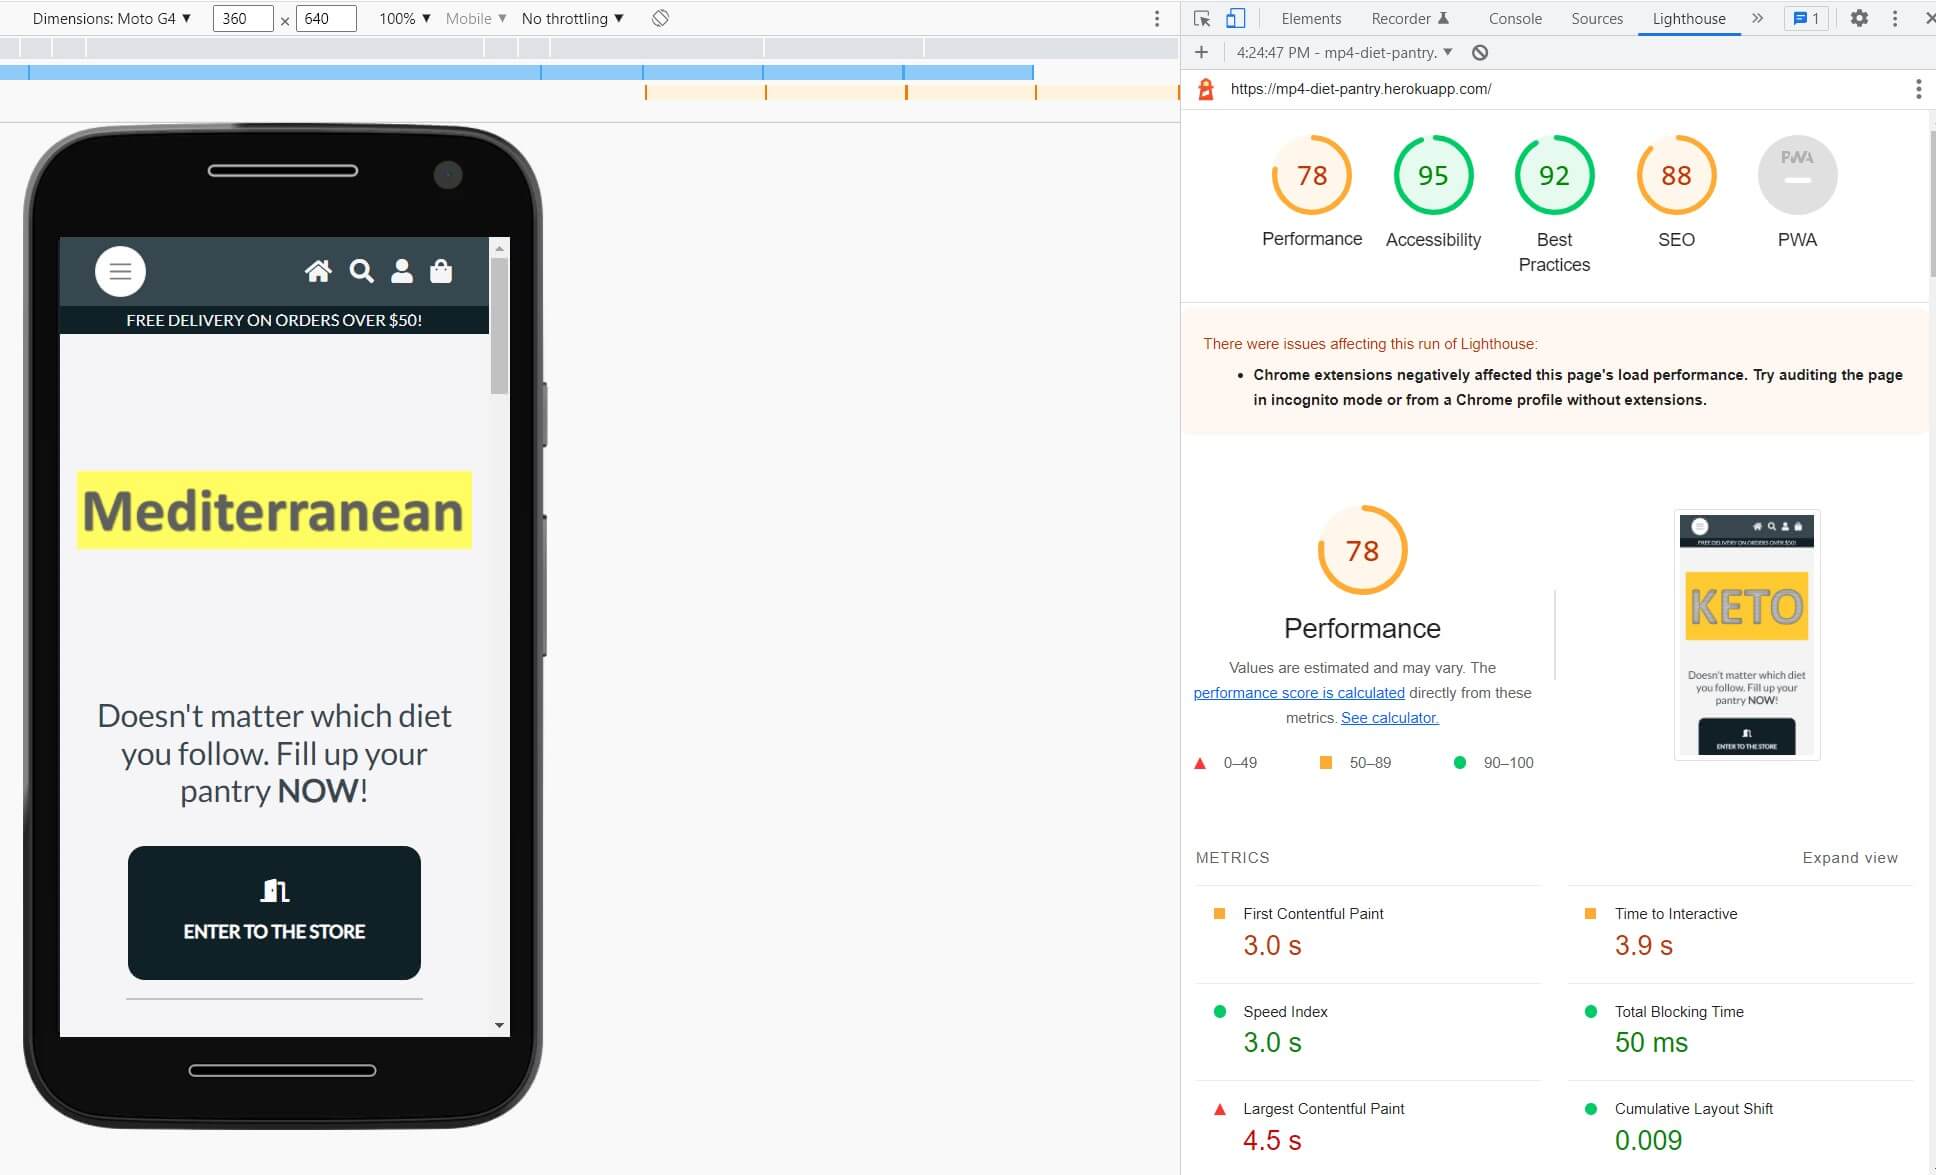 Dimensions: Moto G4 ▼ 360 × 640 100% ▼ Mobile ▼ No throttling ▼
Elements Recorder Console Sources Lighthouse » 1
4:24:47 PM - mp4-diet-pantry. ▼
https://mp4-diet-pantry.herokuapp.com/
FREE DELIVERY ON ORDERS OVER $50!
Mediterranean
Doesn't matter which diet
you follow. Fill up your
pantry NOW!
ENTER TO THE STORE
78 95 92 88 PWA
Performance Accessibility Best Practices SEO PWA
There were issues affecting this run of Lighthouse:
• Chrome extensions negatively affected this page's load performance. Try auditing the page
in incognito mode or from a Chrome profile without extensions.
78
Performance
Values are estimated and may vary. The
performance score is calculated directly from these
metrics. See calculator.
0–49 50–89 90–100
FREE DELIVERY ON ORDERS OVER $50!
KETO
Doesn't matter which diet
you follow. Fill up your
pantry NOW!
ENTER TO THE STORE
METRICS Expand view
First Contentful Paint
3.0 s
Time to Interactive
3.9 s
Speed Index
3.0 s
Total Blocking Time
50 ms
Largest Contentful Paint
4.5 s
Cumulative Layout Shift
0.009